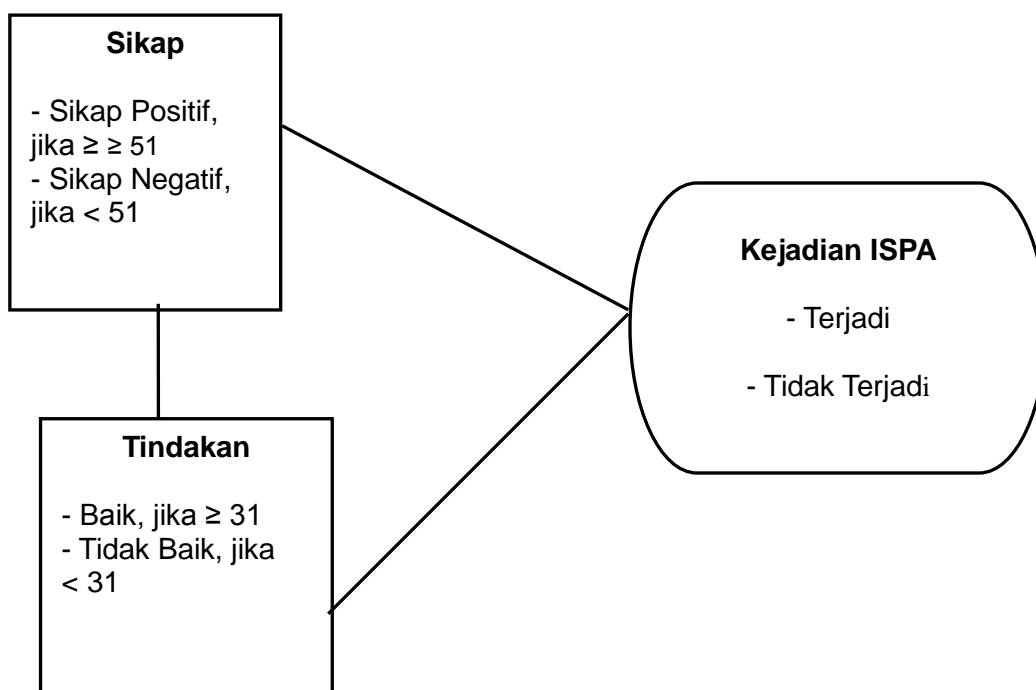 Sikap
- Sikap Positif,
jika ≥ ≥ 51
- Sikap Negatif,
jika < 51
Kejadian ISPA
- Terjadi
- Tidak Terjadi
Tindakan
- Baik, jika ≥ 31
- Tidak Baik, jika
< 31